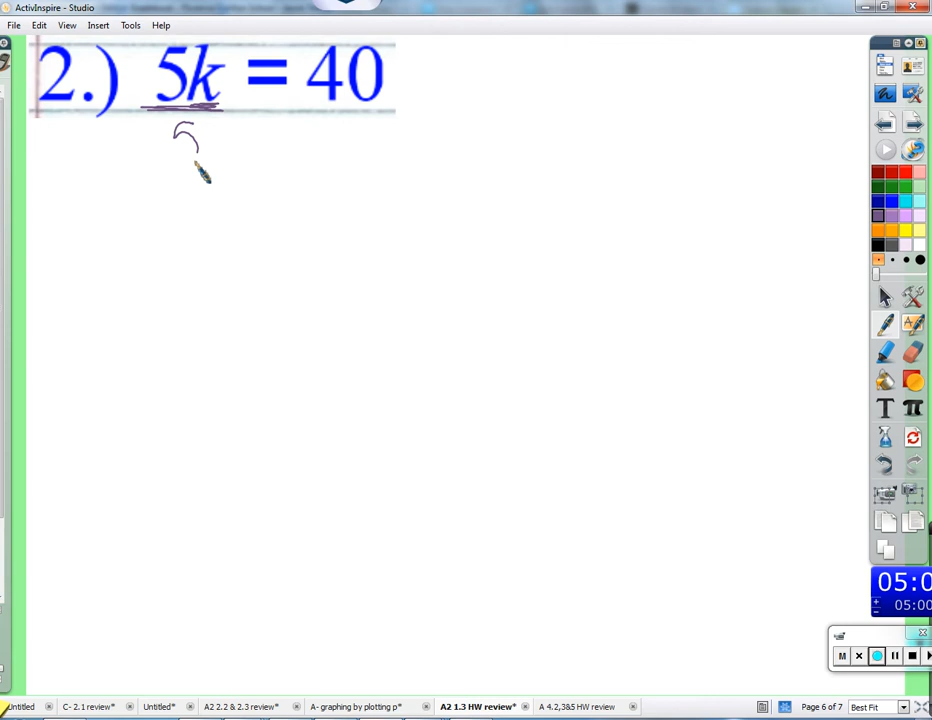 ActivInspire - Studio
File Edit View Insert Tools Help
2.) 5k = 40
05:0
05:00
M
ntitled C- 2.1 review* Untitled* A2 2.2 & 2.3 review* A- graphing by plotting p* A2 1.3 HW review* A 4.2,3&5 HW review Page 6 of 7 Best Fit